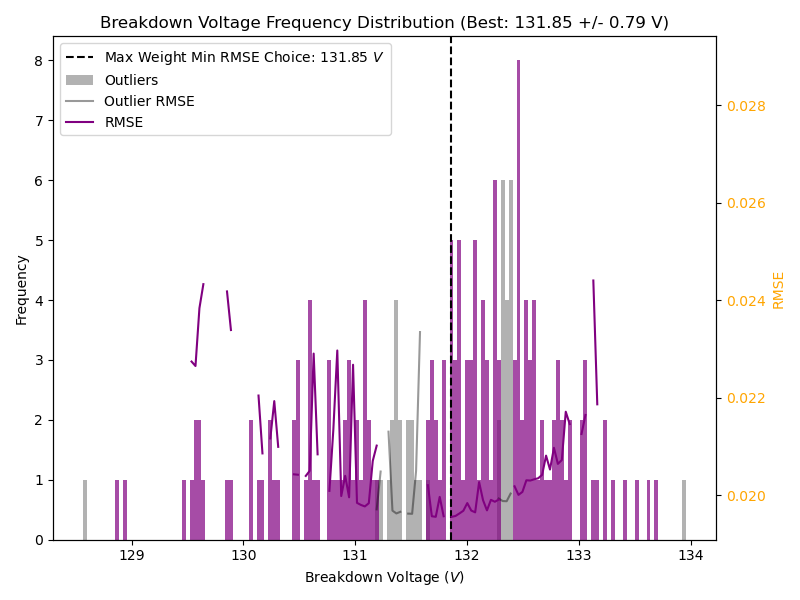 Breakdown Voltage Frequency Distribution (Best: 131.85 +/- 0.79 V)
Max Weight Min RMSE Choice: 131.85 V
Outliers
Outlier RMSE
RMSE
8
7
6
5
4
3
2
1
0
Frequency
0.028
0.026
0.024
0.022
0.020
RMSE
129 130 131 132 133 134
Breakdown Voltage (V)